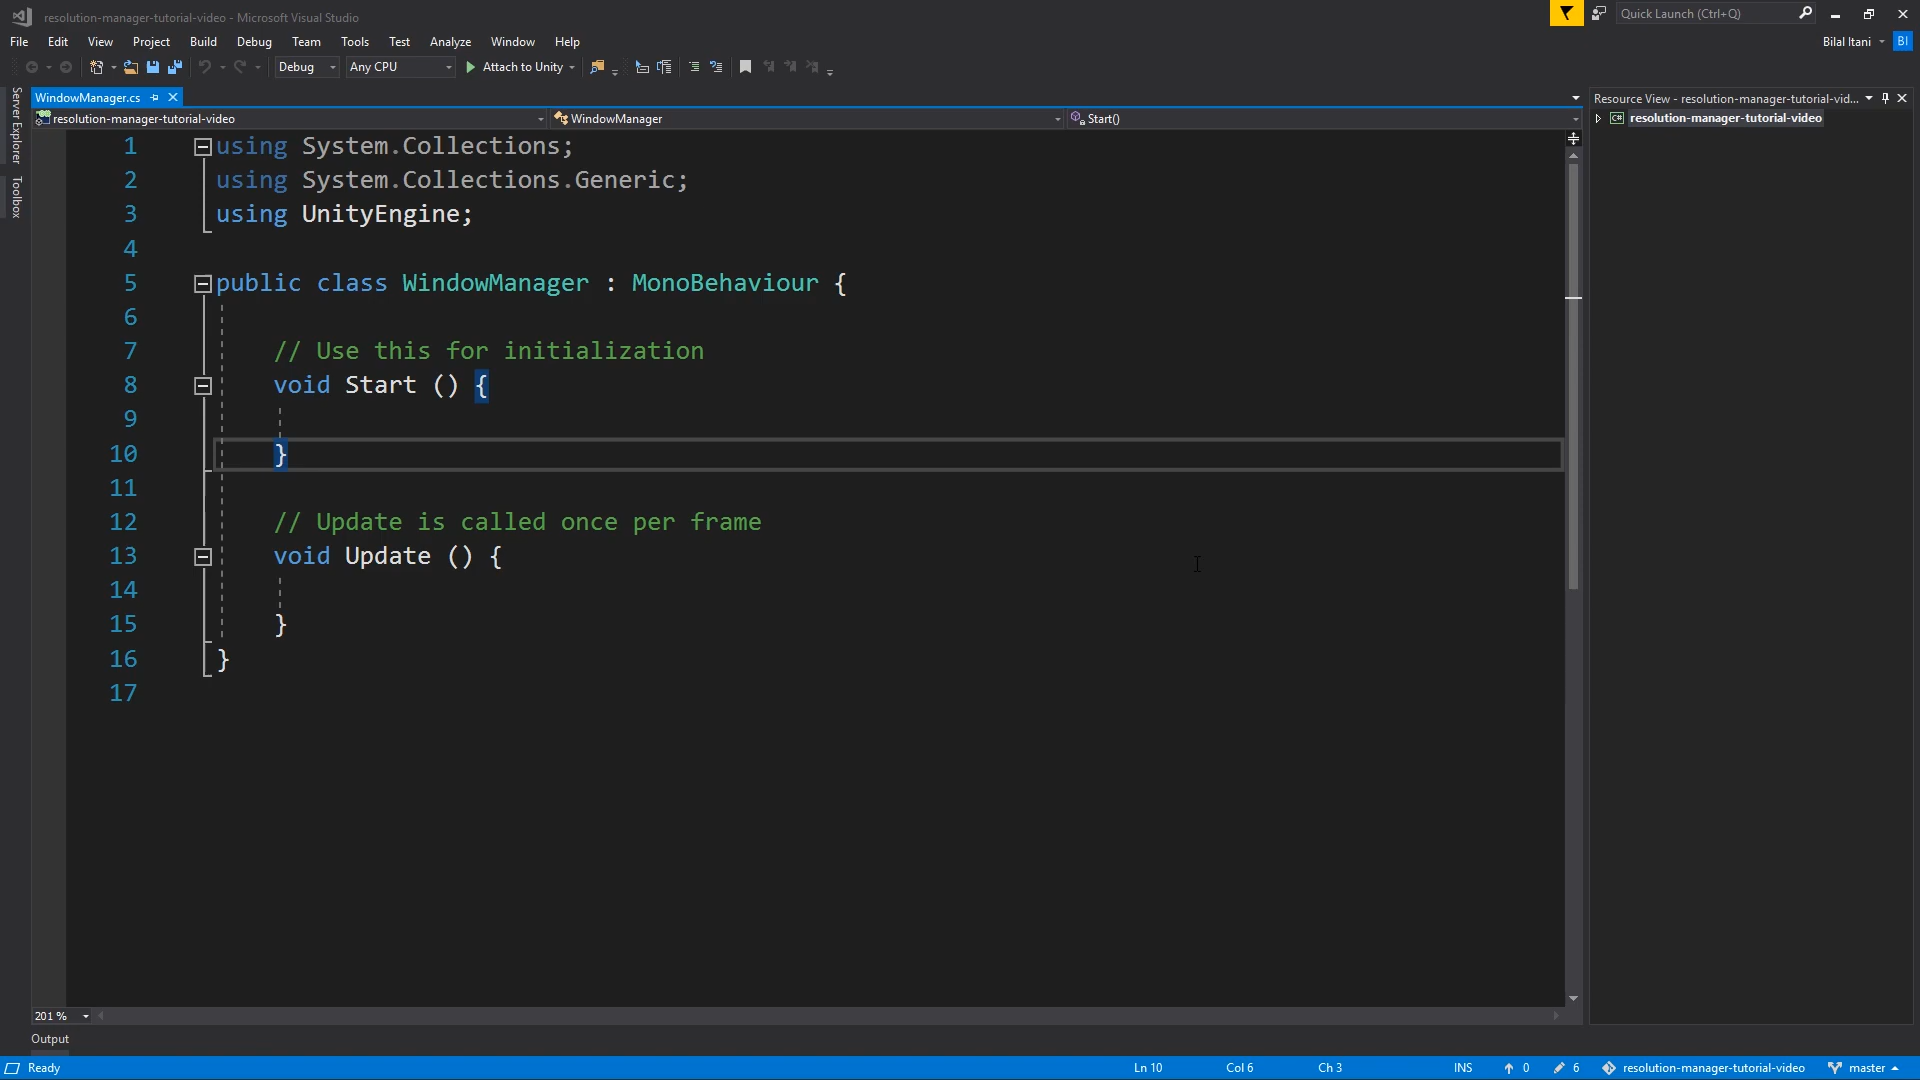 resolution-manager-tutorial-video - Microsoft Visual Studio
Quick Launch (Ctrl+Q)
File Edit View Project Build Debug Team Tools Test Analyze Window Help
Bilal Itani BI
Debug Any CPU Attach to Unity
Server Explorer
Toolbox
WindowManager.cs
Resource View - resolution-manager-tutorial-vid...
resolution-manager-tutorial-video WindowManager Start()
C# resolution-manager-tutorial-video
1 using System.Collections;
2 using System.Collections.Generic;
3 using UnityEngine;
4
5 public class WindowManager : MonoBehaviour {
6
7 // Use this for initialization
8 void Start () {
9
10 }
11
12 // Update is called once per frame
13 void Update () {
14
15 }
16 }
17
201 %
Output
Ready Ln 10 Col 6 Ch 3 INS 0 6 resolution-manager-tutorial-video master